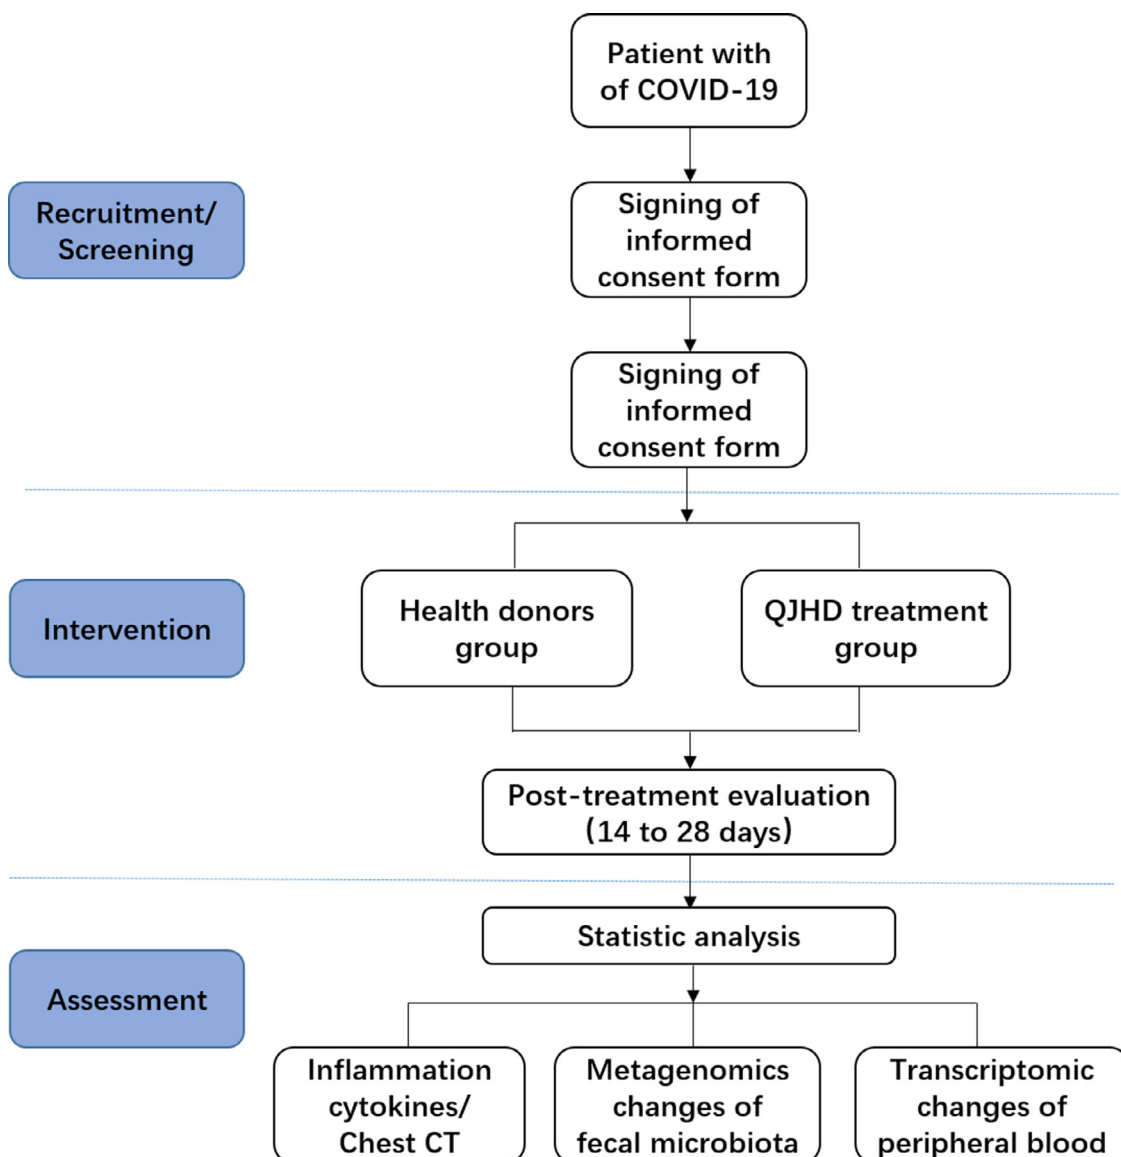 Patient with
of COVID-19
Recruitment/
Screening
Signing of
informed
consent form
Signing of
informed
consent form
Intervention
Health donors
group
QJHD treatment
group
Post-treatment evaluation
(14 to 28 days)
Statistic analysis
Assessment
Inflammation
cytokines/
Chest CT
Metagenomics
changes of
fecal microbiota
Transcriptomic
changes of
peripheral blood